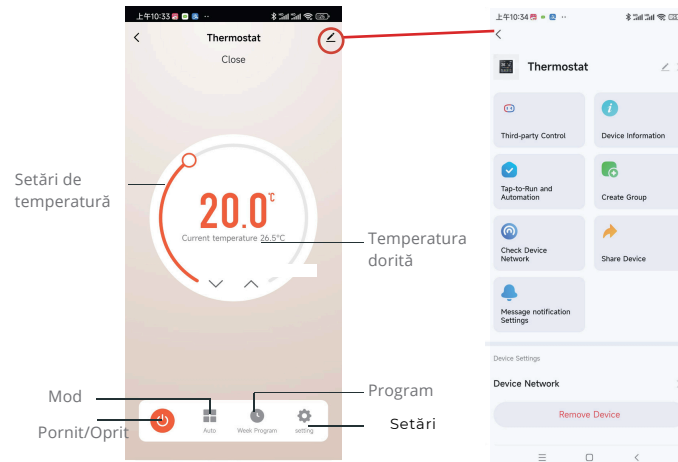 上午10:33
Thermostat
Close
Setări de
temperatură
20.0℃
Current temperature 26.5°C
Temperatura
dorită
Mod
Pornit/Oprit
Auto
Week Program
setting
Program
Setări
上午10:34
Thermostat
Third-party Control
Device Information
Tap-to-Run and
Automation
Create Group
Check Device
Network
Share Device
Message notification
Settings
Device Settings
Device Network
Remove Device